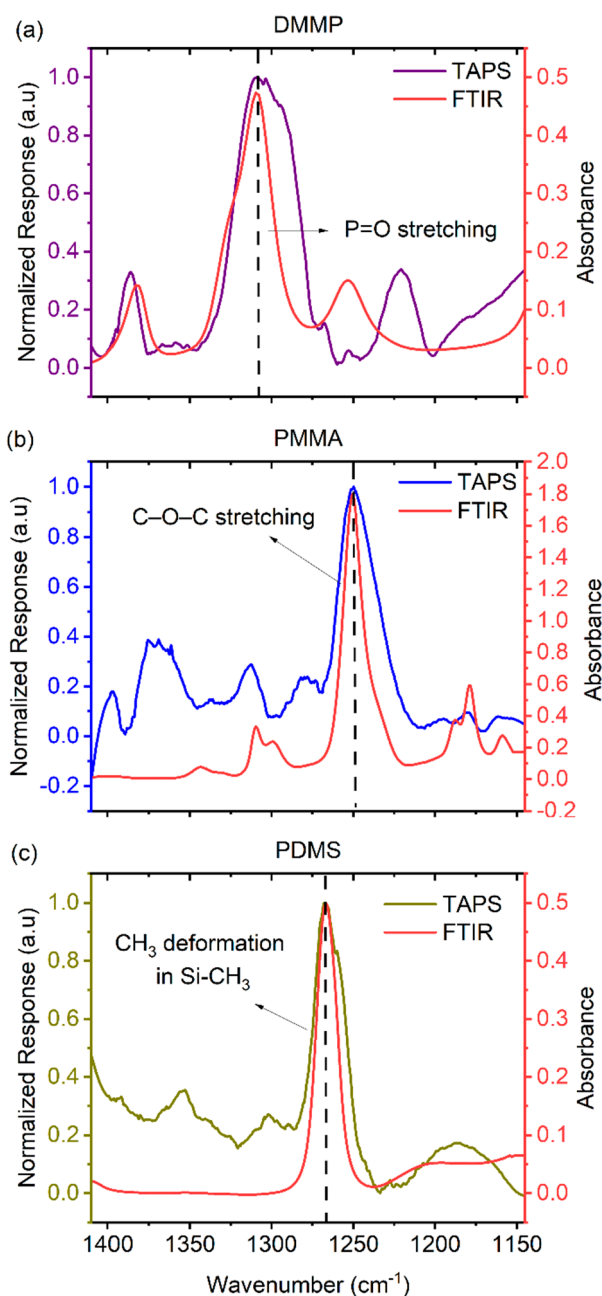 (a)
DMMP
TAPS
FTIR
P=O stretching
Normalized Response (a.u)
1.0
0.8
0.6
0.4
0.2
0.0
0.5
0.4
0.3
0.2
0.1
0.0
Absorbance
(b)
PMMA
TAPS
FTIR
C–O–C stretching
Normalized Response (a.u)
1.0
0.8
0.6
0.4
0.2
0.0
-0.2
2.0
1.8
1.6
1.4
1.2
1.0
0.8
0.6
0.4
0.2
0.0
-0.2
Absorbance
(c)
PDMS
TAPS
FTIR
CH₃ deformation
in Si-CH₃
Normalized Response (a.u)
1.0
0.8
0.6
0.4
0.2
0.0
0.5
0.4
0.3
0.2
0.1
0.0
Absorbance
1400 1350 1300 1250 1200 1150
Wavenumber (cm⁻¹)